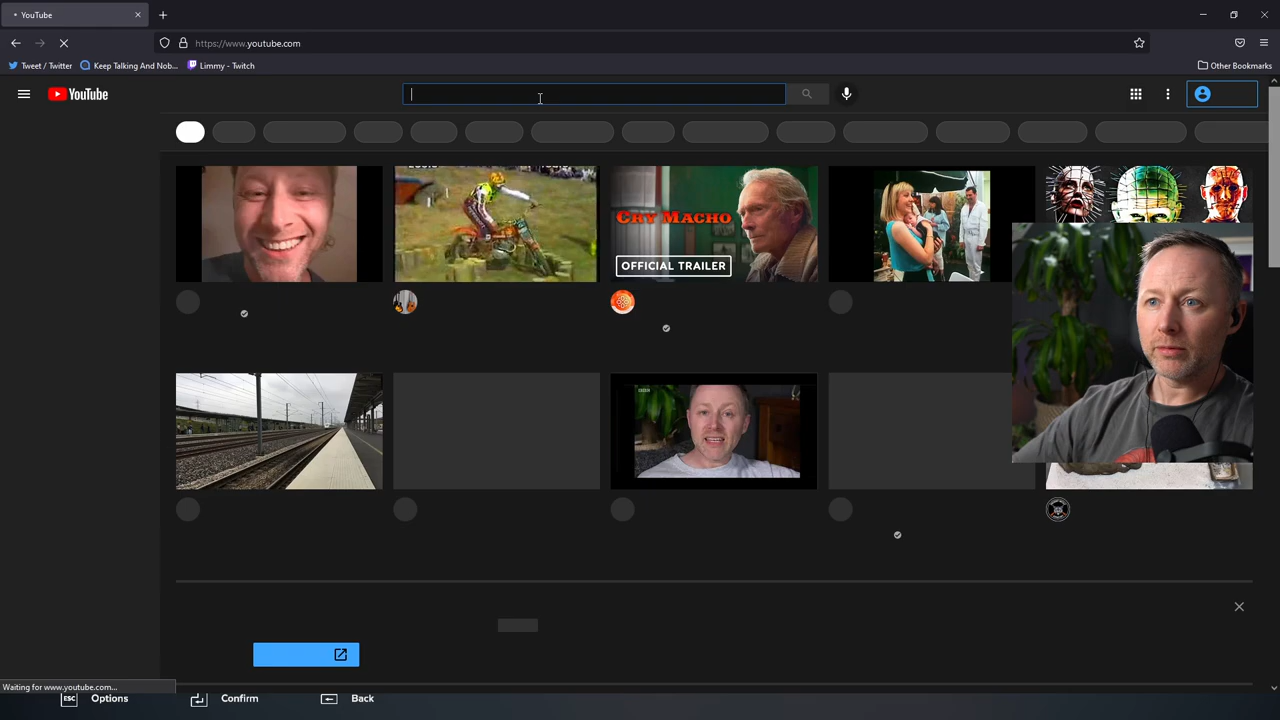 YouTube
https://www.youtube.com
Tweet / Twitter
Keep Talking And Nob...
Limmy - Twitch
Other Bookmarks
YouTube
CRY MACHO
OFFICIAL TRAILER
Waiting for www.youtube.com...
ESC Options
Confirm
Back